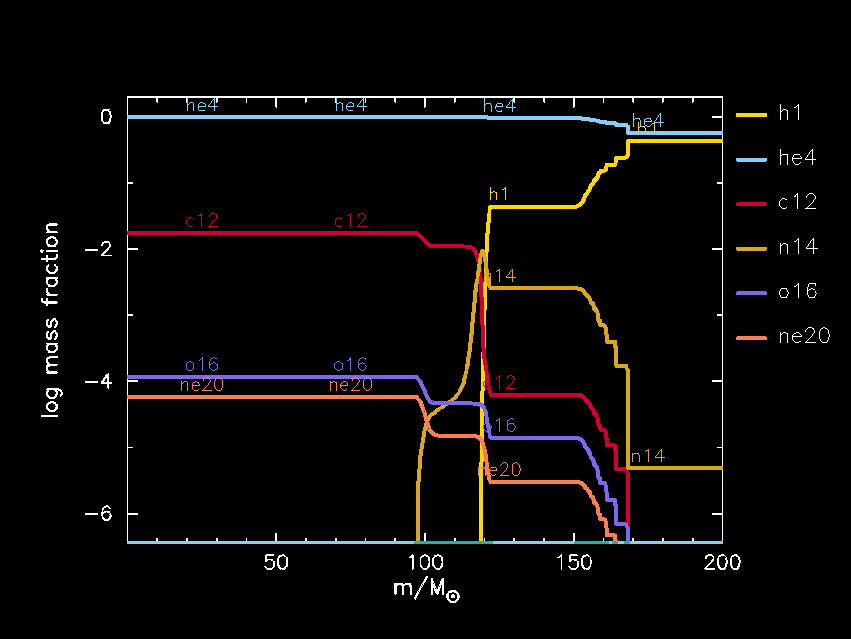 he4 he4 he4 he4
h1
h1
c12 c12
n14
o16 o16
ne20 ne20
c12
o16
n14
ne20
0
−2
−4
−6
log mass fraction
50 100 150 200
m/M☉
h1
he4
c12
n14
o16
ne20